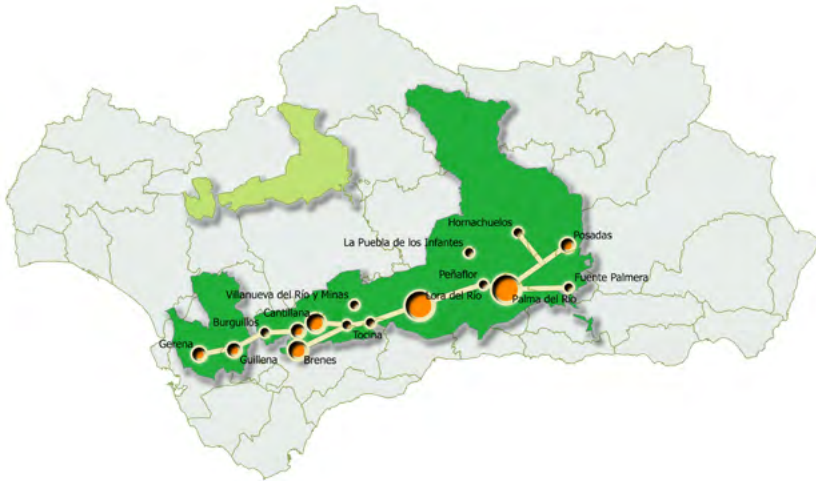 Hornachuelos
Posadas
La Puebla de los Infantes
Peñaflor
Fuente Palmera
Villanueva del Río y Minas
Lora del Río
Palma del Río
Cantillana
Burguillos
Tocina
Gerena
Guillena
Brenes